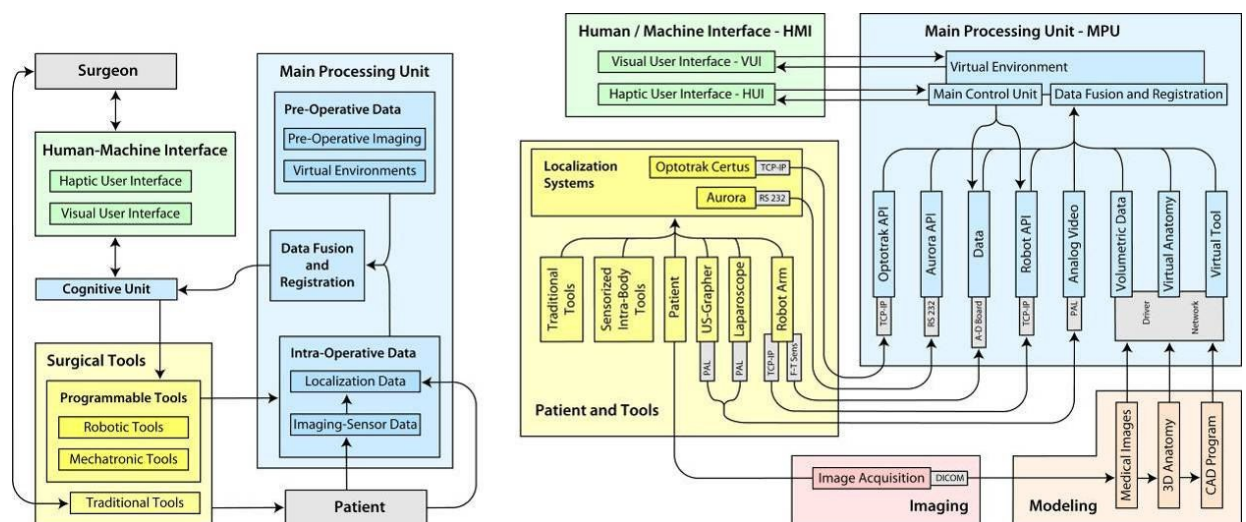 Surgeon
Human-Machine Interface
Haptic User Interface
Visual User Interface
Cognitive Unit
Surgical Tools
Programmable Tools
Robotic Tools
Mechatronic Tools
Traditional Tools
Main Processing Unit
Pre-Operative Data
Pre-Operative Imaging
Virtual Environments
Data Fusion
and
Registration
Intra-Operative Data
Localization Data
Imaging-Sensor Data
Patient
Human / Machine Interface - HMI
Visual User Interface - VUI
Haptic User Interface - HUI
Main Processing Unit - MPU
Virtual Environment
Main Control Unit
Data Fusion and Registration
Optotrak API
TCP-IP
Aurora API
RS 232
Data
A-D Board
Robot API
TCP-IP
Analog Video
PAL
Volumetric Data
Virtual Anatomy
Virtual Tool
Driver
Network
Localization
Systems
Optotrak Certus
TCP-IP
Aurora
RS 232
Traditional
Tools
Sensorized
Intra-Body
Tools
Patient
US-Grapher
PAL
Laparoscope
PAL
Robot Arm
TCP-IP
F-T Sens
Patient and Tools
Image Acquisition
DICOM
Imaging
Medical Images
3D Anatomy
CAD Program
Modeling